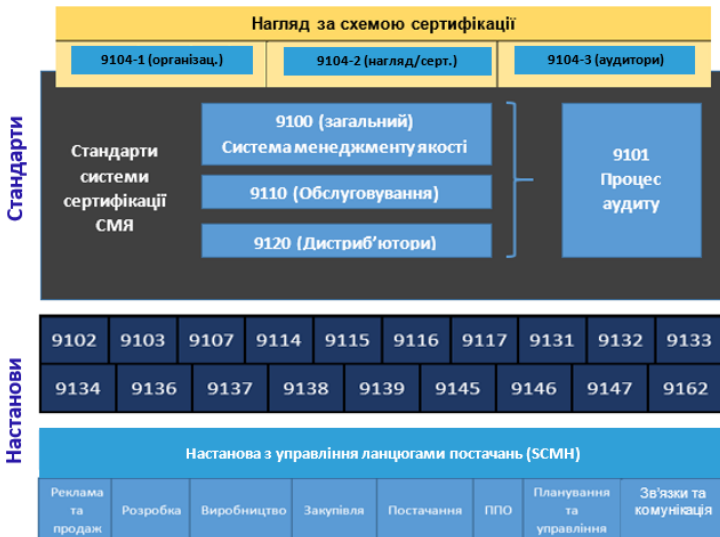 Нагляд за схемою сертифікації
9104-1 (організац.)
9104-2 (нагляд/серт.)
9104-3 (аудитори)
Стандарти
Стандарти
системи
сертифікації
СМЯ
9100 (загальний)
Система менеджменту якості
9110 (Обслуговування)
9120 (Дистриб’ютори)
9101
Процес
аудиту
Настанови
9102 9103 9107 9114 9115 9116 9117 9131 9132 9133
9134 9136 9137 9138 9139 9145 9146 9147 9162
Настанова з управління ланцюгами постачань (SCMH)
Реклама
та
продаж
Розробка
Виробництво
Закупівля
Постачання
ППО
Планування
та
управління
Зв'язки та
комунікація